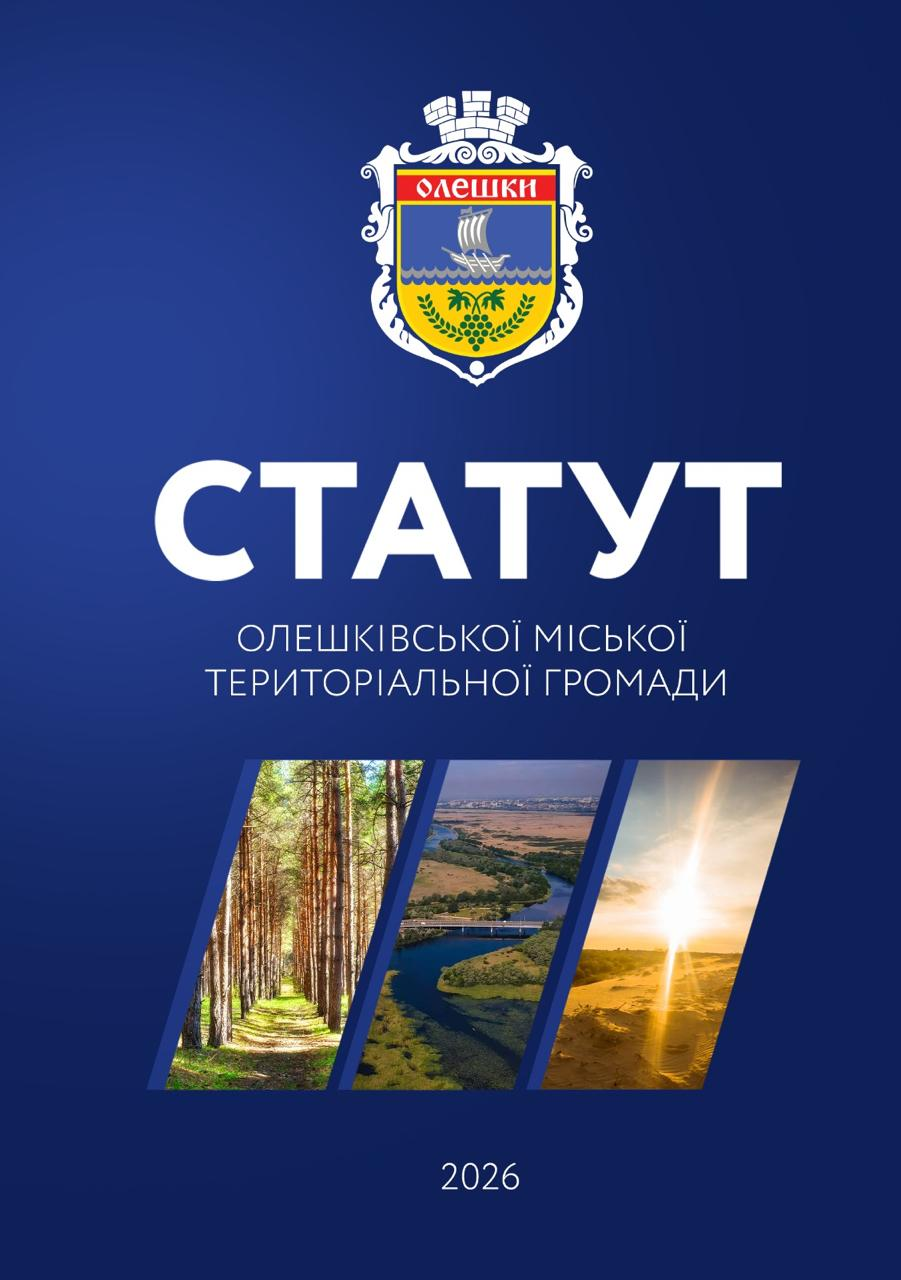 ОЛЕШКИ
СТАТУТ
ОЛЕШКІВСЬКОЇ МІСЬКОЇ
ТЕРИТОРІАЛЬНОЇ ГРОМАДИ
2026